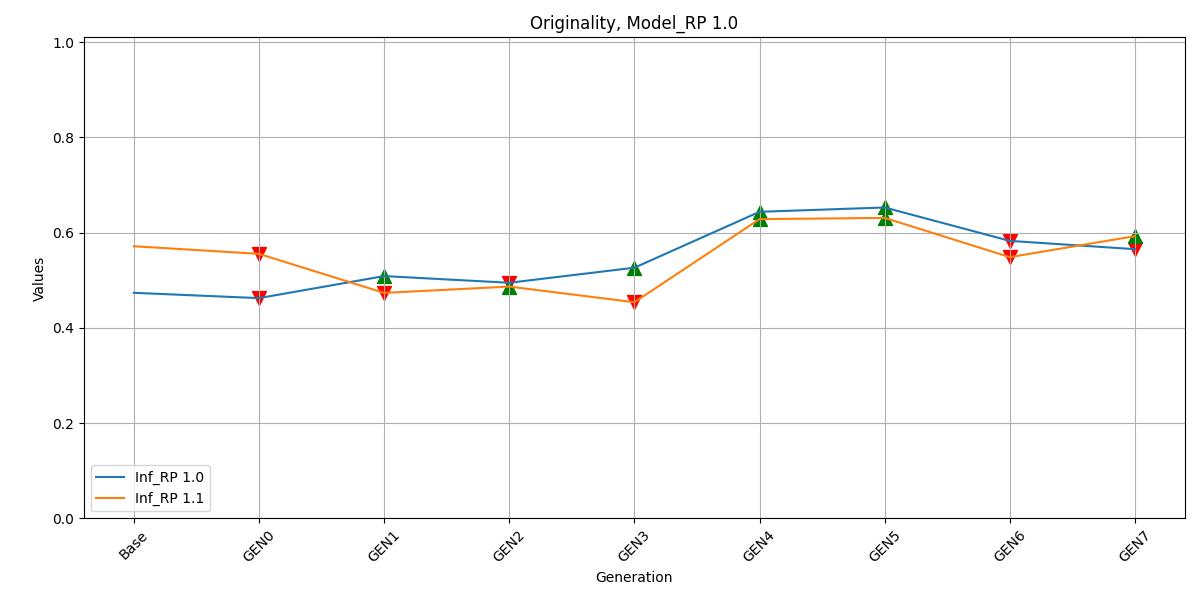 Originality, Model_RP 1.0
1.0
0.8
0.6
0.4
0.2
0.0
Values
Inf_RP 1.0
Inf_RP 1.1
Base
GEN0
GEN1
GEN2
GEN3
GEN4
GEN5
GEN6
GEN7
Generation